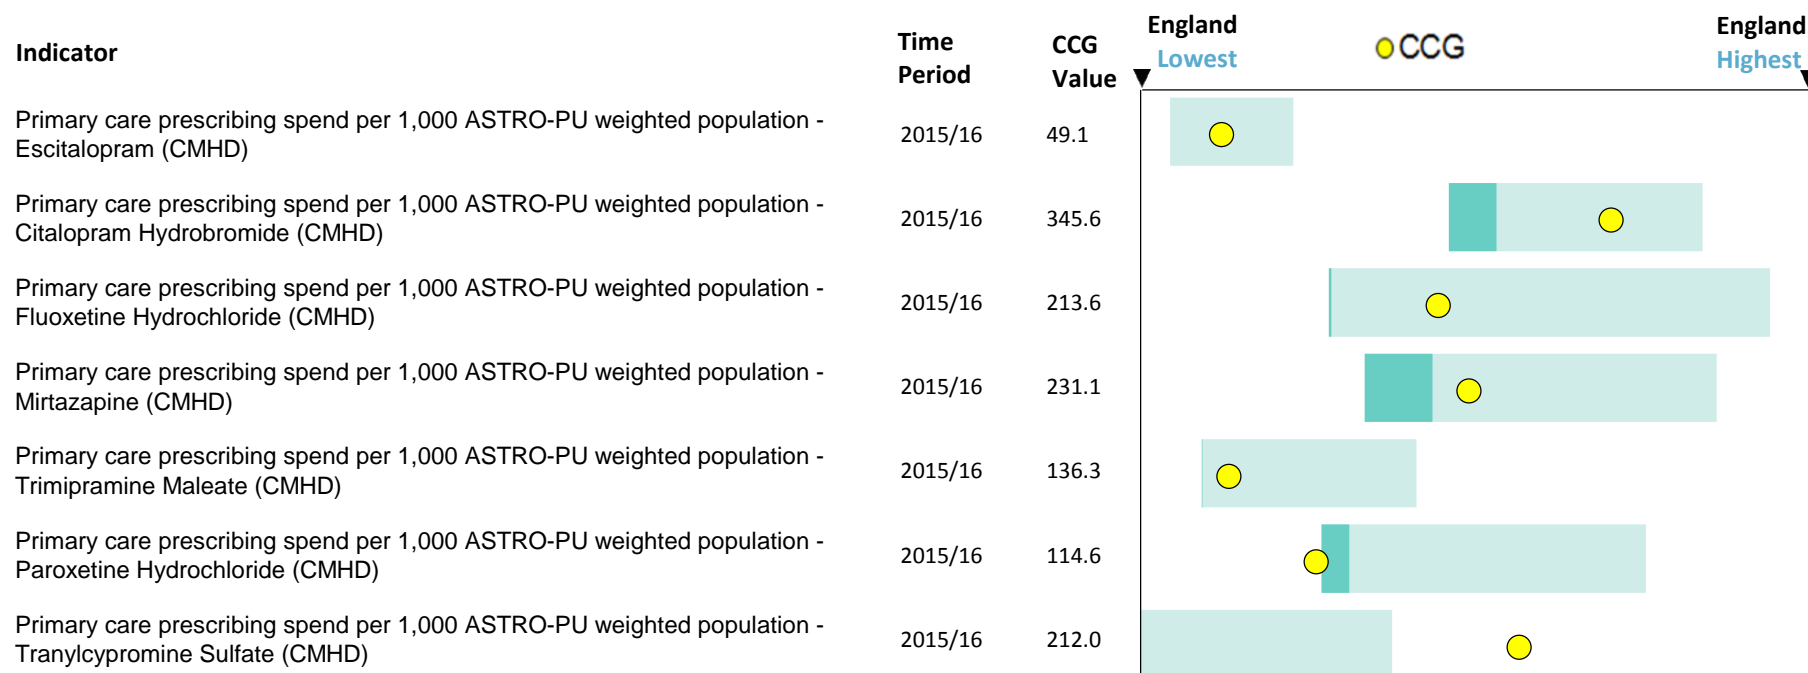 Indicator
Time
Period
CCG
Value
England
Lowest
CCG
England
Highest
Primary care prescribing spend per 1,000 ASTRO-PU weighted population -
Escitalopram (CMHD)
2015/16
49.1
Primary care prescribing spend per 1,000 ASTRO-PU weighted population -
Citalopram Hydrobromide (CMHD)
2015/16
345.6
Primary care prescribing spend per 1,000 ASTRO-PU weighted population -
Fluoxetine Hydrochloride (CMHD)
2015/16
213.6
Primary care prescribing spend per 1,000 ASTRO-PU weighted population -
Mirtazapine (CMHD)
2015/16
231.1
Primary care prescribing spend per 1,000 ASTRO-PU weighted population -
Trimipramine Maleate (CMHD)
2015/16
136.3
Primary care prescribing spend per 1,000 ASTRO-PU weighted population -
Paroxetine Hydrochloride (CMHD)
2015/16
114.6
Primary care prescribing spend per 1,000 ASTRO-PU weighted population -
Tranylcypromine Sulfate (CMHD)
2015/16
212.0